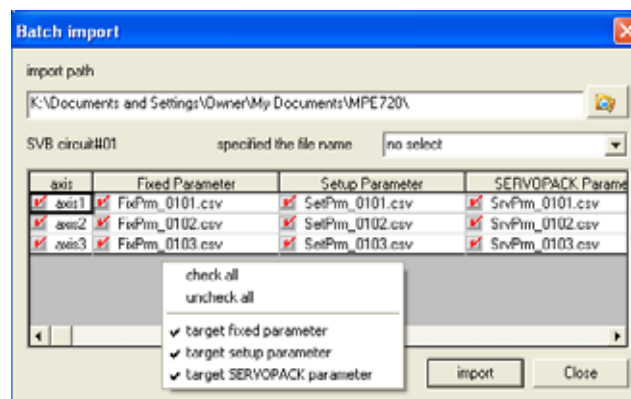 Batch import
import path
K:\Documents and Settings\Owner\My Documents\MPE720\
SVB circuit#01 specified the file name no select
axis Fixed Parameter Setup Parameter SERVOPACK Parame
axis1 FixPrm_0101.csv SetPrm_0101.csv SrvPrm_0101.csv
axis2 FixPrm_0102.csv SetPrm_0102.csv SrvPrm_0102.csv
axis3 FixPrm_0103.csv SetPrm_0103.csv SrvPrm_0103.csv
check all
uncheck all
target fixed parameter
target setup parameter
target SERVOPACK parameter
import Close